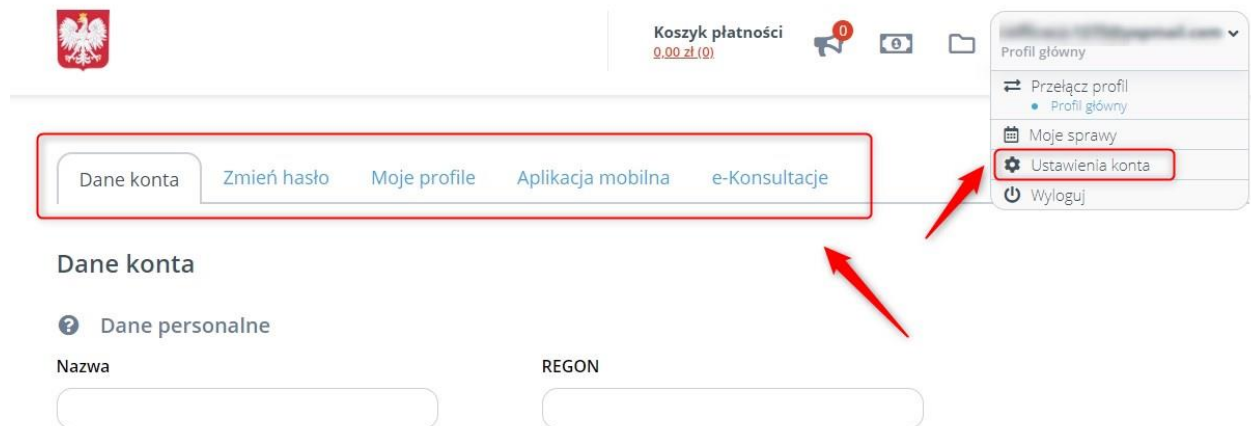 Koszyk płatności
0,00 zł (0)
0
Profil główny
Przełącz profil
Profil główny
Moje sprawy
Ustawienia konta
Wyloguj
Dane konta Zmień hasło Moje profile Aplikacja mobilna e-Konsultacje
Dane konta
Dane personalne
Nazwa REGON